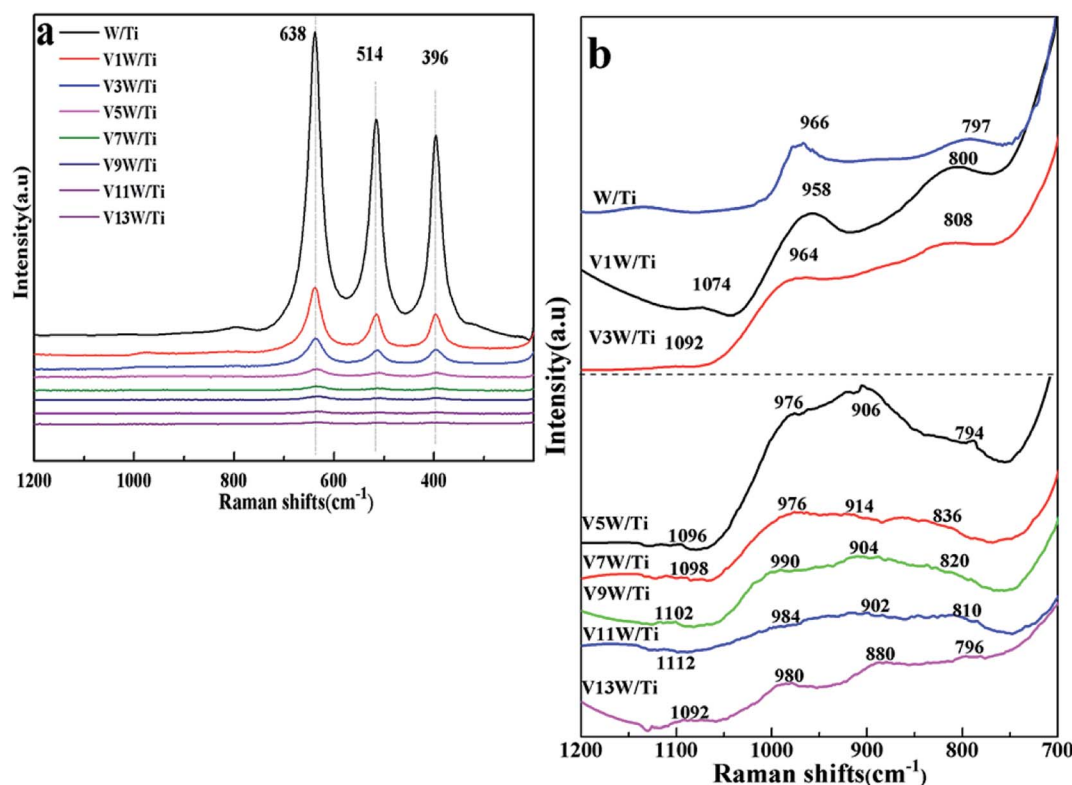 a
W/Ti
V1W/Ti
V3W/Ti
V5W/Ti
V7W/Ti
V9W/Ti
V11W/Ti
V13W/Ti
638
514
396
Intensity(a.u)
1200
1000
800
600
400
Raman shifts(cm⁻¹)
b
966
797
W/Ti
958
800
V1W/Ti
1074
964
808
V3W/Ti
1092
976
906
794
V5W/Ti
1096
976
914
836
V7W/Ti
1098
990
904
820
V9W/Ti
1102
984
902
810
V11W/Ti
1112
980
880
796
V13W/Ti
1092
Intensity(a.u)
1200
1100
1000
900
800
700
Raman shifts(cm⁻¹)